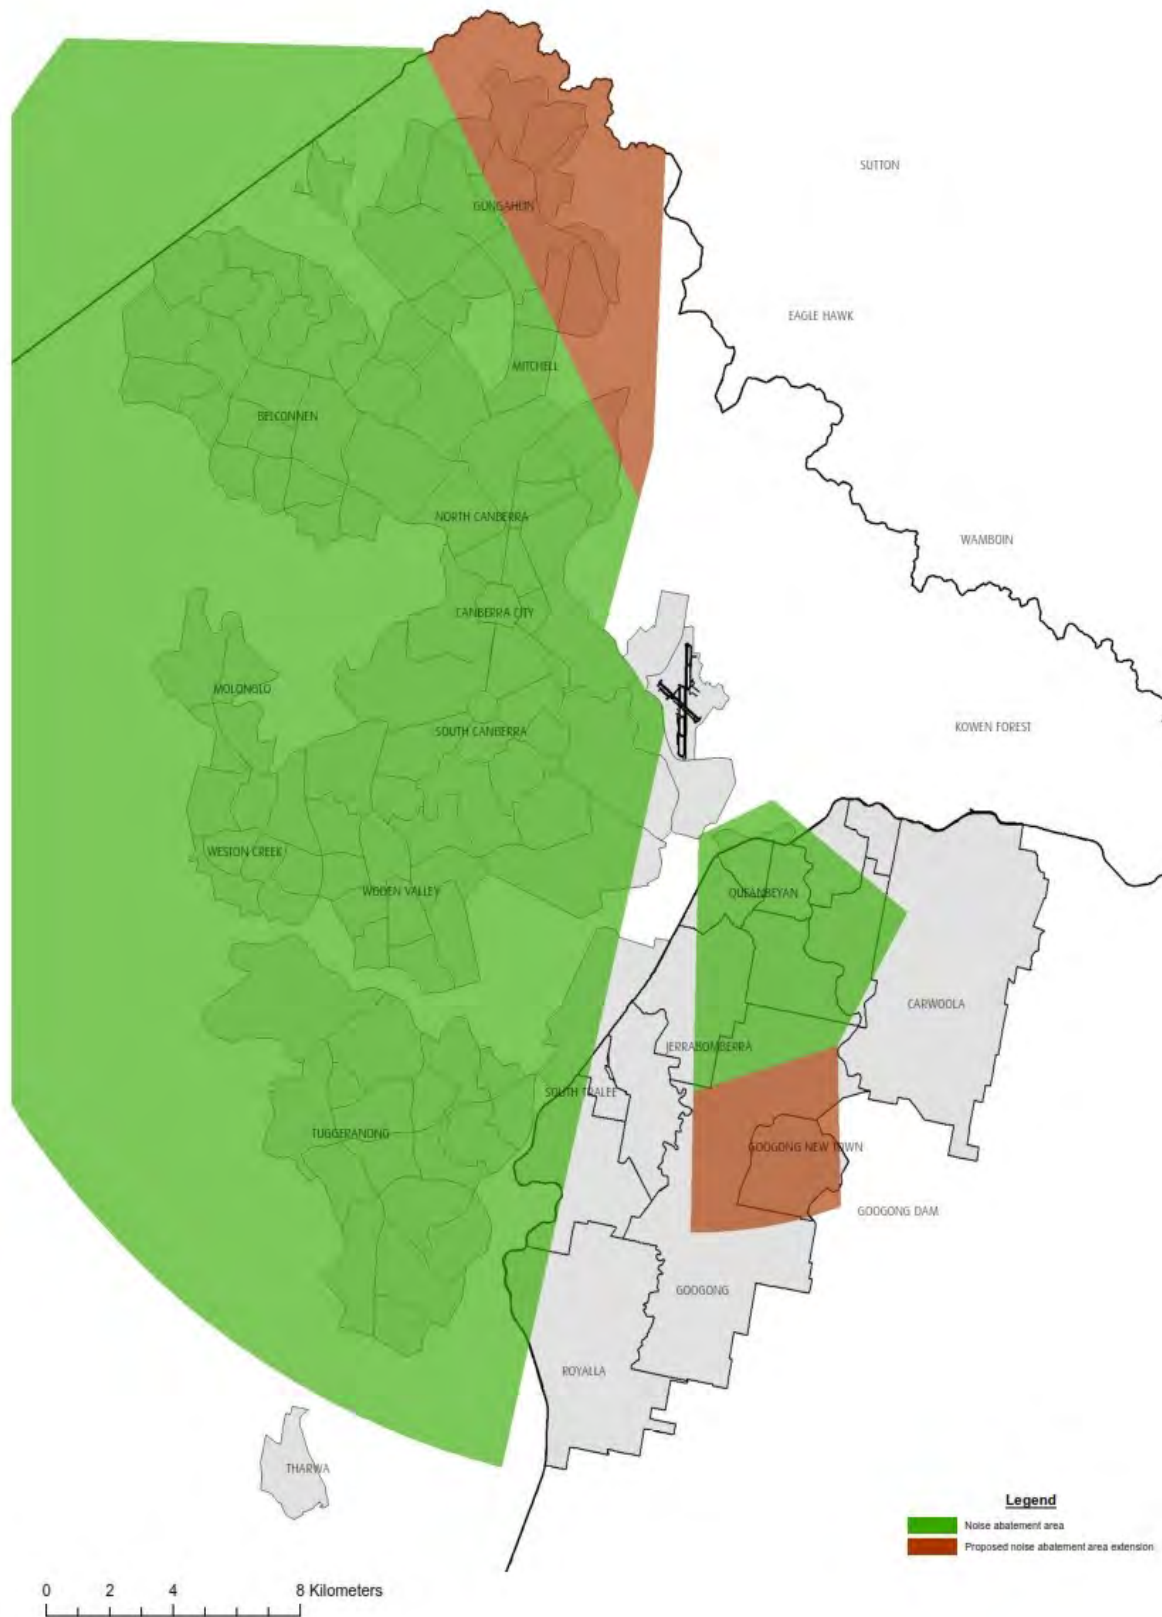 SUTTON
GUNGAHLIN
EAGLE HAWK
MITCHELL
BELCONNEN
NORTH CANBERRA
WAMBOIN
CANBERRA CITY
MOLONGLO
SOUTH CANBERRA
KOWEN FOREST
WESTON CREEK
WODEN VALLEY
QUEANBEYAN
CARWOOLA
JERRABOMBERRA
SOUTH TRALEE
TUGGERANONG
GOOGONG NEW TOWN
GOOGONG DAM
GOOGONG
ROYALLA
THARWA
Legend
Noise abatement area
Proposed noise abatement area extension
0 2 4 8 Kilometers